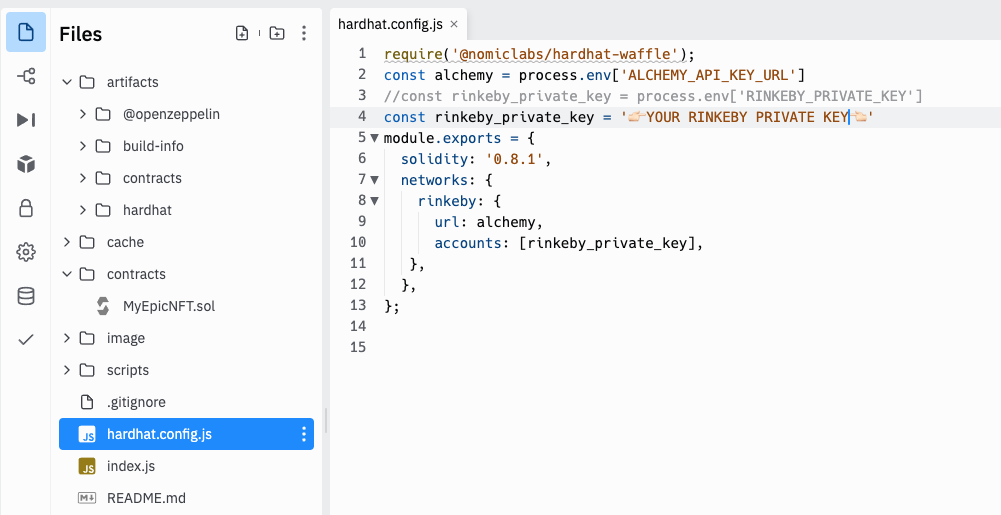 Files
artifacts
@openzeppelin
build-info
contracts
hardhat
cache
contracts
MyEpicNFT.sol
image
scripts
.gitignore
JS hardhat.config.js
JS index.js
M README.md
hardhat.config.js ×
1 require('@nomiclabs/hardhat-waffle');
2 const alchemy = process.env['ALCHEMY_API_KEY_URL']
3 //const rinkeby_private_key = process.env['RINKEBY_PRIVATE_KEY']
4 const rinkeby_private_key = '👉🏻YOUR RINKEBY PRIVATE KEY👈🏻'
5 module.exports = {
6 solidity: '0.8.1',
7 networks: {
8 rinkeby: {
9 url: alchemy,
10 accounts: [rinkeby_private_key],
11 },
12 },
13 };
14
15